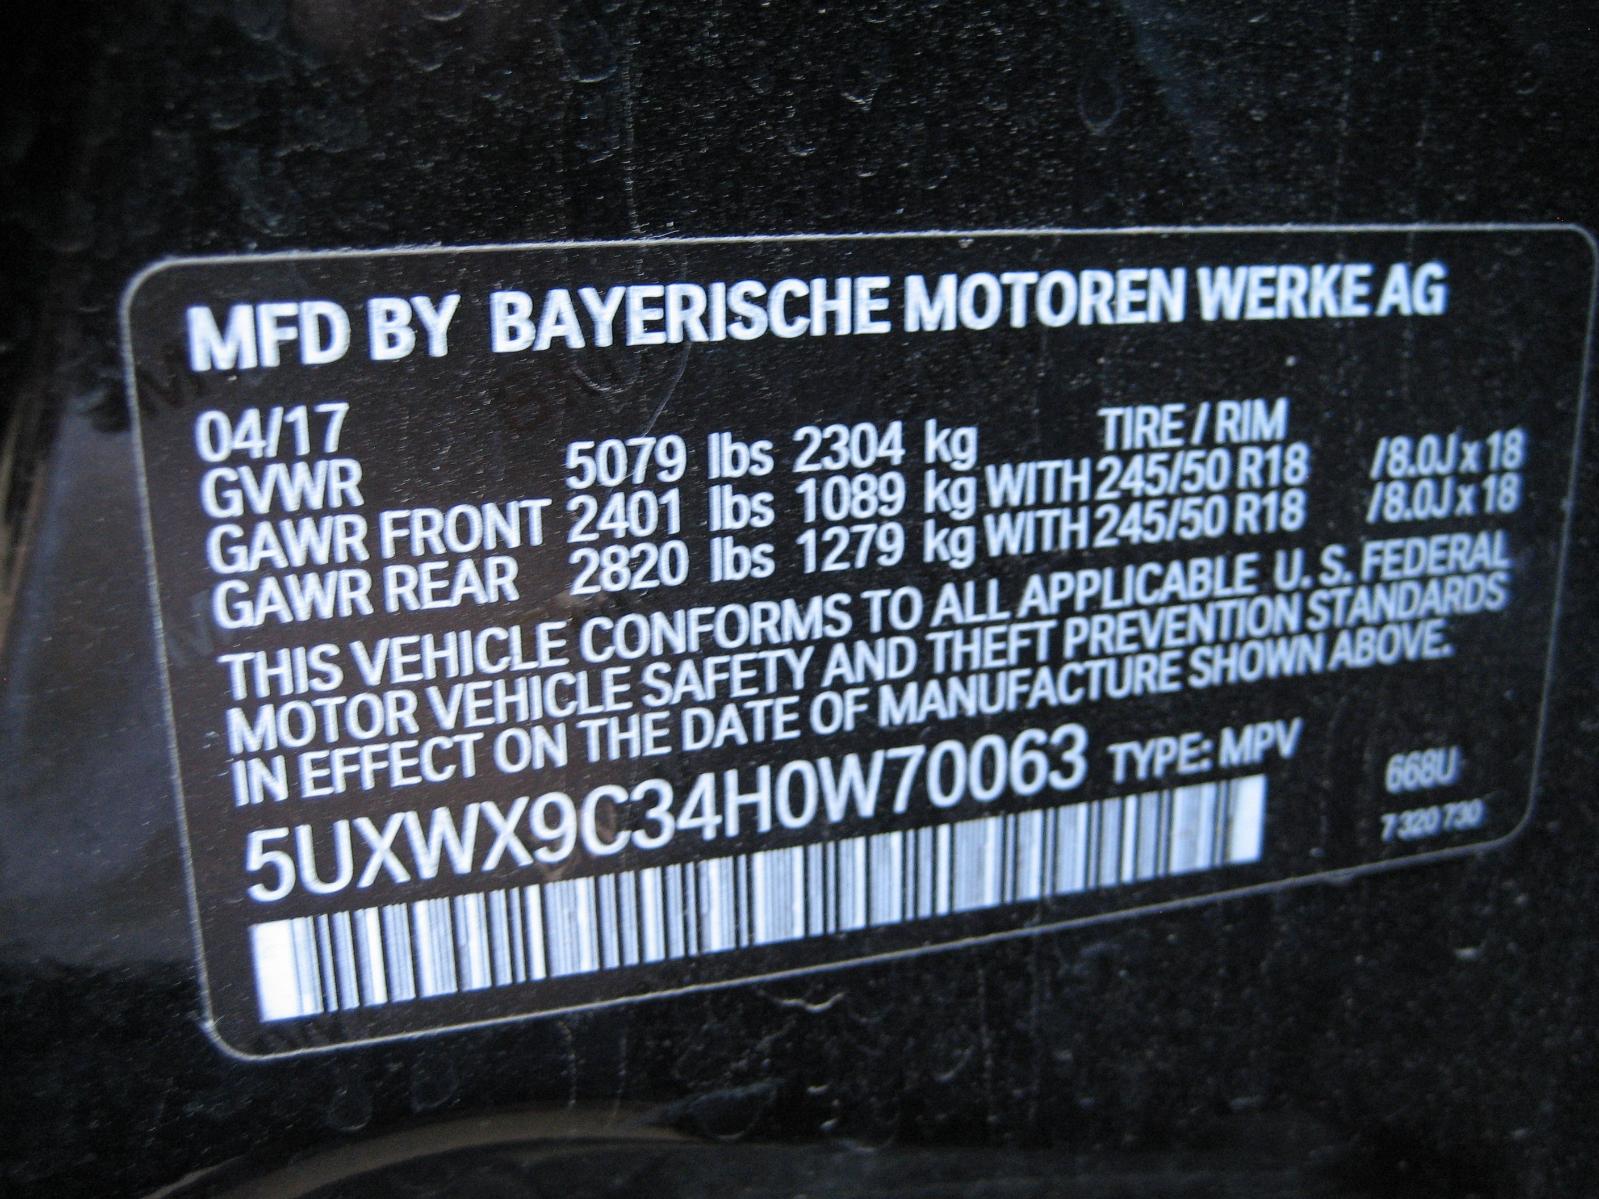 MFD BY BAYERISCHE MOTOREN WERKE AG
04/17 TIRE / RIM
GVWR 5079 lbs 2304 kg
GAWR FRONT 2401 lbs 1089 kg WITH 245/50 R18 /8.0J x 18
GAWR REAR 2820 lbs 1279 kg WITH 245/50 R18 /8.0J x 18
THIS VEHICLE CONFORMS TO ALL APPLICABLE U. S. FEDERAL
MOTOR VEHICLE SAFETY AND THEFT PREVENTION STANDARDS
IN EFFECT ON THE DATE OF MANUFACTURE SHOWN ABOVE.
5UXWX9C34H0W70063 TYPE: MPV 668U
7 320 730